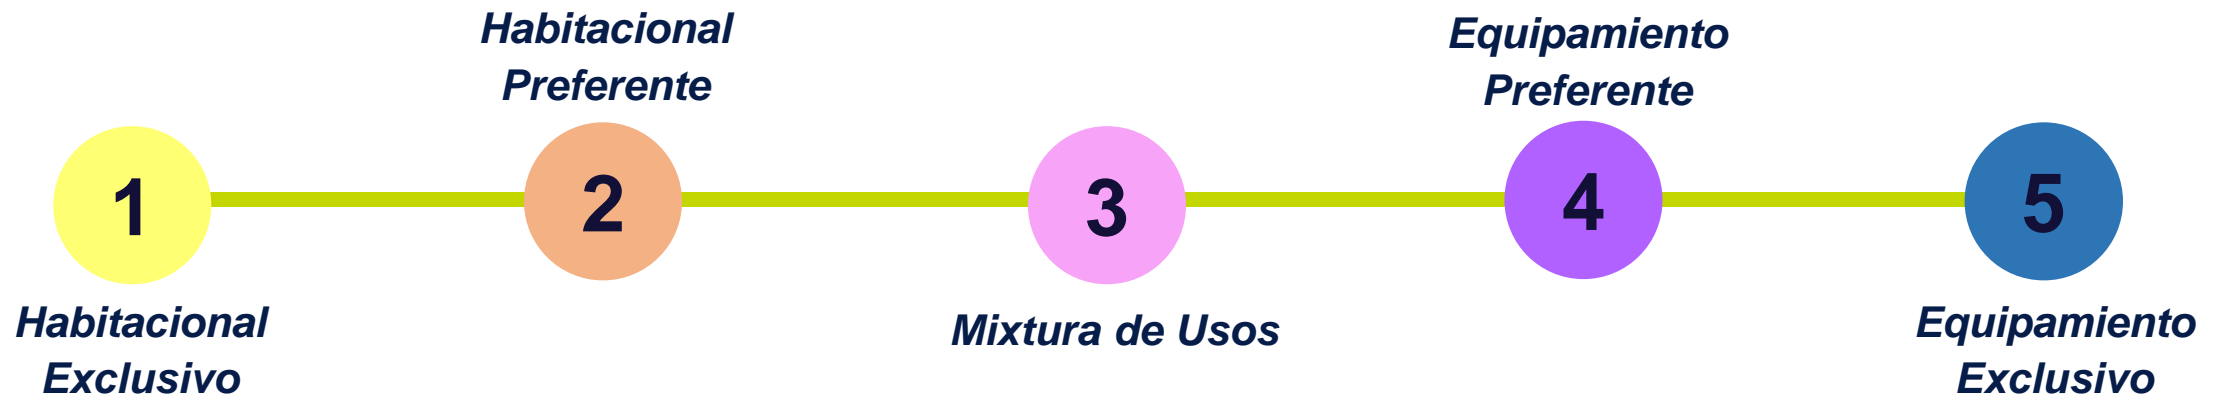 Habitacional
Preferente
Equipamiento
Preferente
1
2
3
4
5
Habitacional
Exclusivo
Mixtura de Usos
Equipamiento
Exclusivo